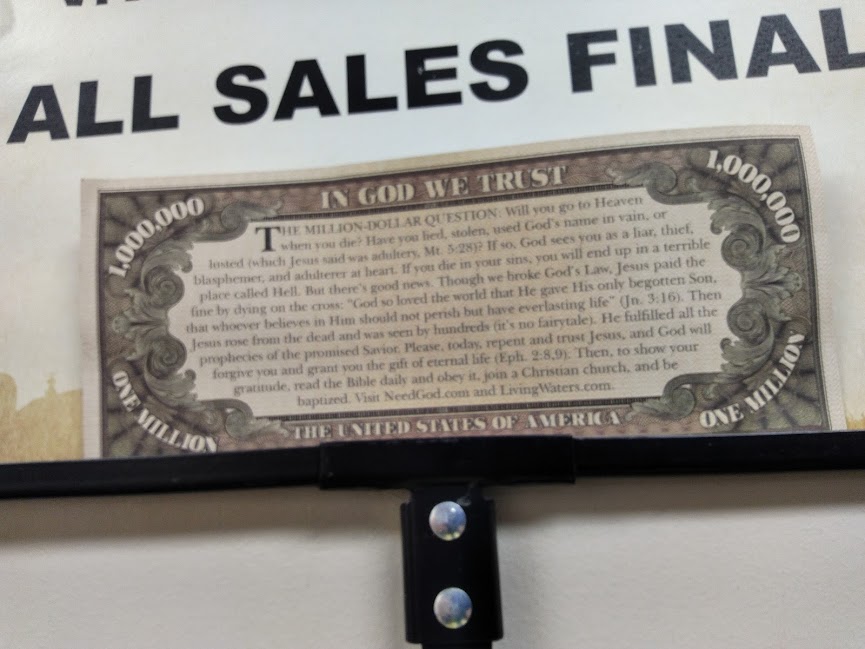 ALL SALES FINAL
1,000,000
IN GOD WE TRUST
1,000,000
THE MILLION-DOLLAR QUESTION: Will you go to Heaven
when you die? Have you lied, stolen, used God's name in vain, or
lusted (which Jesus said was adultery, Mt. 5:28)? If so, God sees you as a liar, thief,
blasphemer, and adulterer at heart. If you die in your sins, you will end up in a terrible
place called Hell. But there's good news. Though we broke God's Law, Jesus paid the
fine by dying on the cross: "God so loved the world that He gave His only begotten Son,
that whoever believes in Him should not perish but have everlasting life" (Jn. 3:16). Then
Jesus rose from the dead and was seen by hundreds (it's no fairytale). He fulfilled all the
prophecies of the promised Savior. Please, today, repent and trust Jesus, and God will
forgive you and grant you the gift of eternal life (Eph. 2:8,9). Then, to show your
gratitude, read the Bible daily and obey it, join a Christian church, and be
baptized. Visit NeedGod.com and LivingWaters.com.
ONE MILLION
THE UNITED STATES OF AMERICA
ONE MILLION